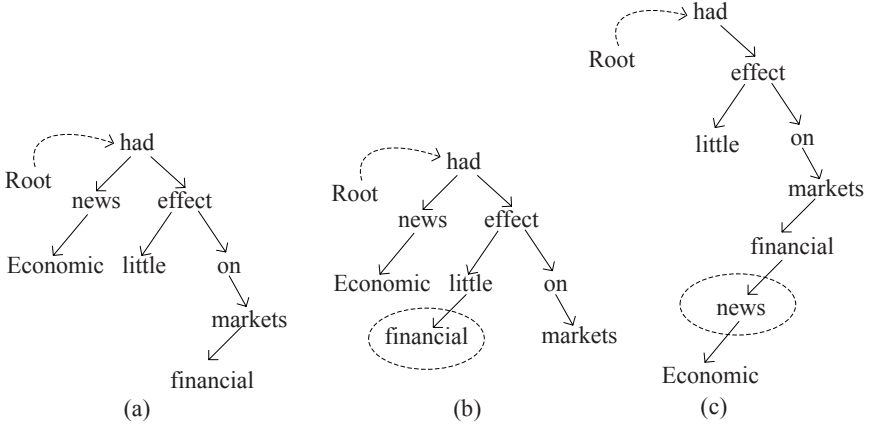 had
Root
news effect
Economic little on
markets
financial
(a)
had
Root
news effect
Economic little on
financial markets
(b)
had
Root
effect
little on
markets
financial
news
Economic
(c)